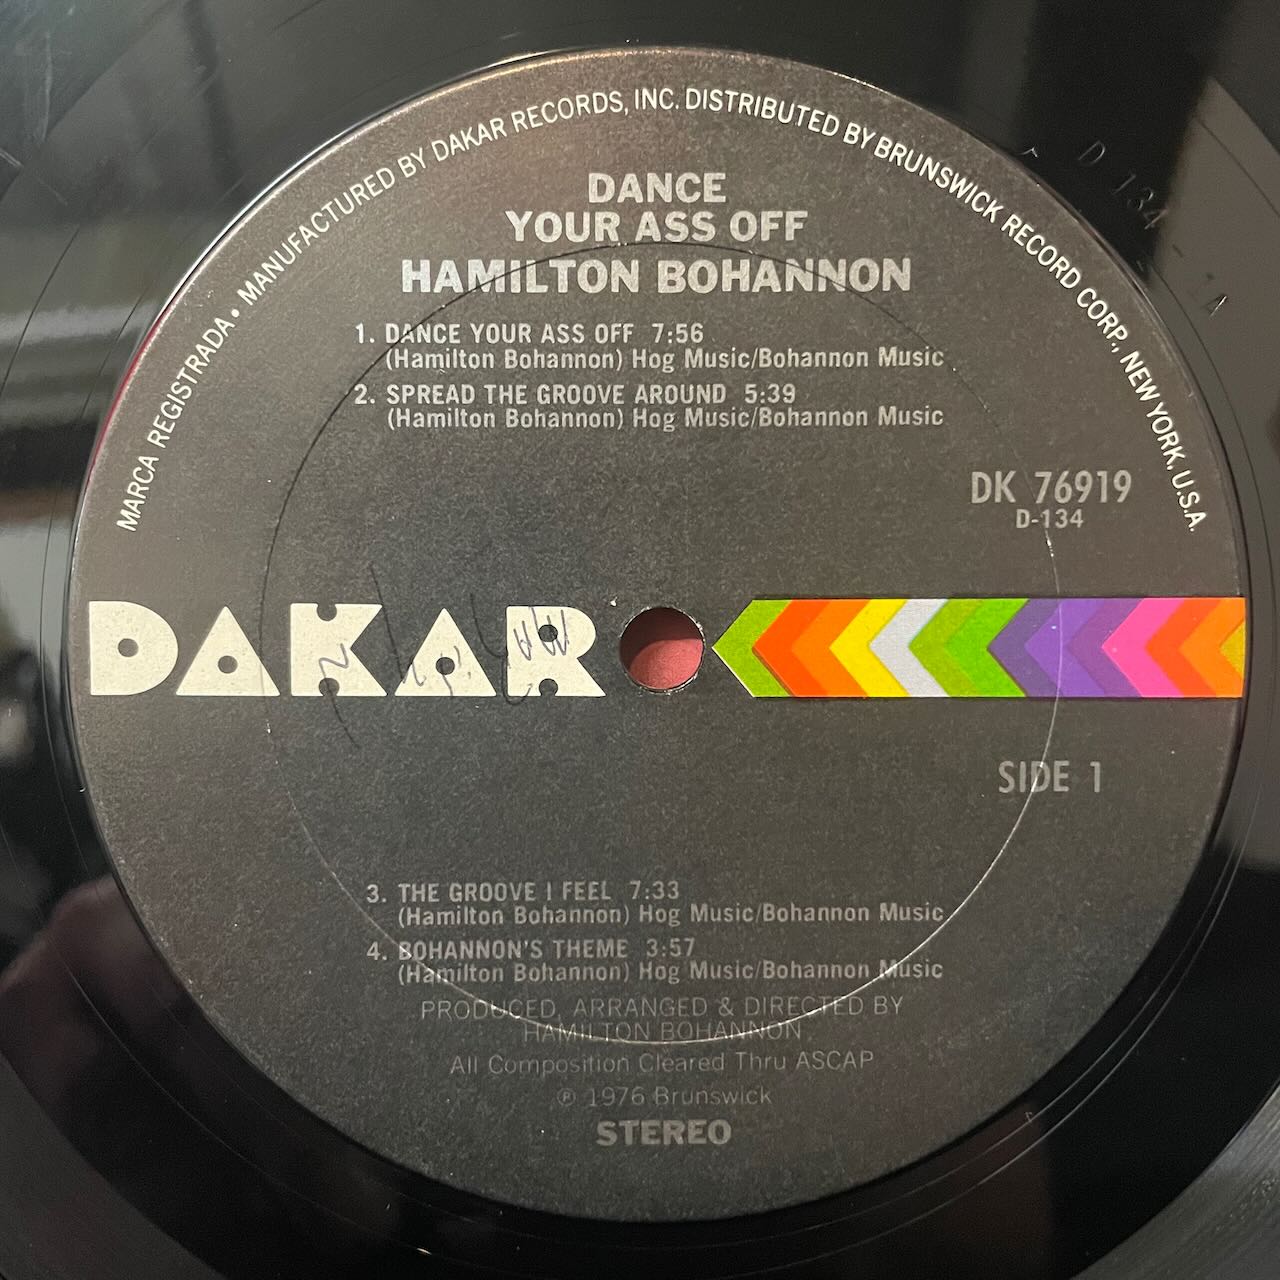 MARCA REGISTRADA • MANUFACTURED BY DAKAR RECORDS, INC. DISTRIBUTED BY BRUNSWICK RECORD CORP., NEW YORK, U.S.A.
D 134 - 1A
DANCE
YOUR ASS OFF
HAMILTON BOHANNON
1. DANCE YOUR ASS OFF 7:56
(Hamilton Bohannon) Hog Music/Bohannon Music
2. SPREAD THE GROOVE AROUND 5:39
(Hamilton Bohannon) Hog Music/Bohannon Music
DK 76919
D-134
DAKAR
SIDE 1
3. THE GROOVE I FEEL 7:33
(Hamilton Bohannon) Hog Music/Bohannon Music
4. BOHANNON'S THEME 3:57
(Hamilton Bohannon) Hog Music/Bohannon Music
PRODUCED, ARRANGED & DIRECTED BY
HAMILTON BOHANNON
All Composition Cleared Thru ASCAP
℗ 1976 Brunswick
STEREO